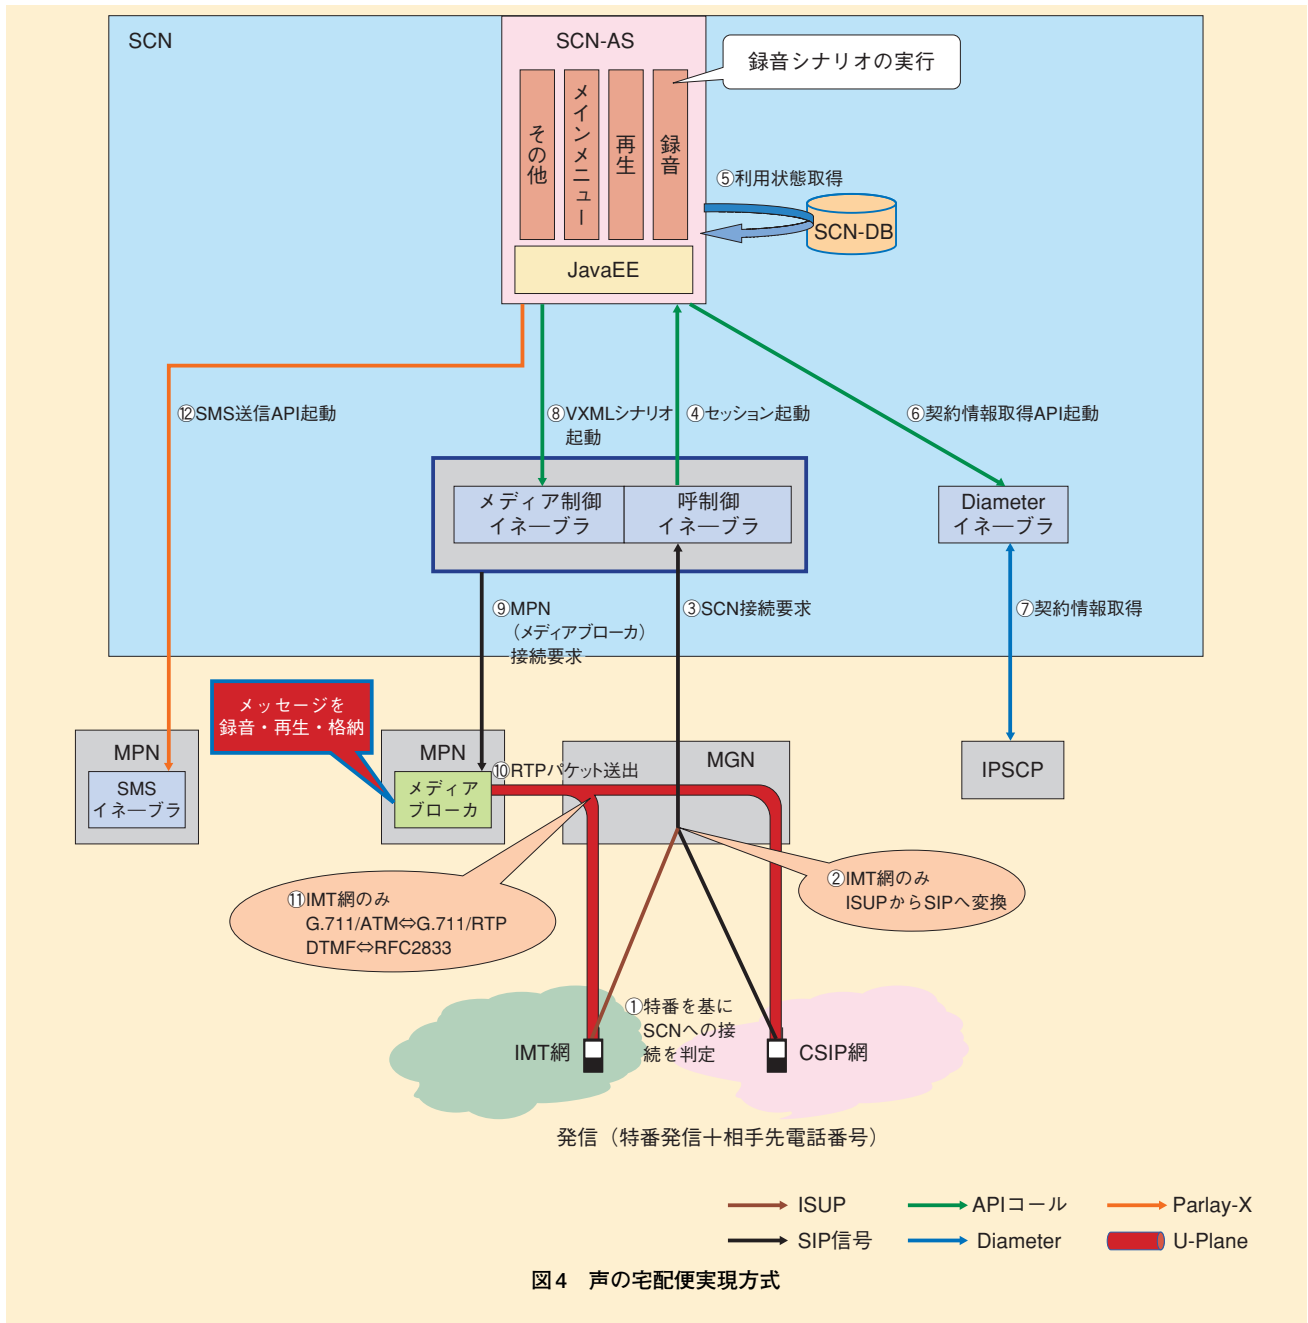 SCN
SCN-AS
録音シナリオの実行
その他
メインメニュー
再生
録音
⑤利用状態取得
SCN-DB
JavaEE
⑫SMS送信API起動
⑧VXMLシナリオ
起動
④セッション起動
⑥契約情報取得API起動
メディア制御
イネーブラ
呼制御
イネーブラ
Diameter
イネーブラ
⑨MPN
（メディアブローカ）
接続要求
③SCN接続要求
⑦契約情報取得
メッセージを
録音・再生・格納
MPN
SMS
イネーブラ
MPN
メディア
ブローカ
⑩RTPパケット送出
MGN
IPSCP
⑪IMT網のみ
G.711/ATM⇔G.711/RTP
DTMF⇔RFC2833
②IMT網のみ
ISUPからSIPへ変換
①特番を基に
SCNへの接
続を判定
IMT網
CSIP網
発信（特番発信＋相手先電話番号）
ISUP
APIコール
Parlay-X
SIP信号
Diameter
U-Plane
図4　声の宅配便実現方式